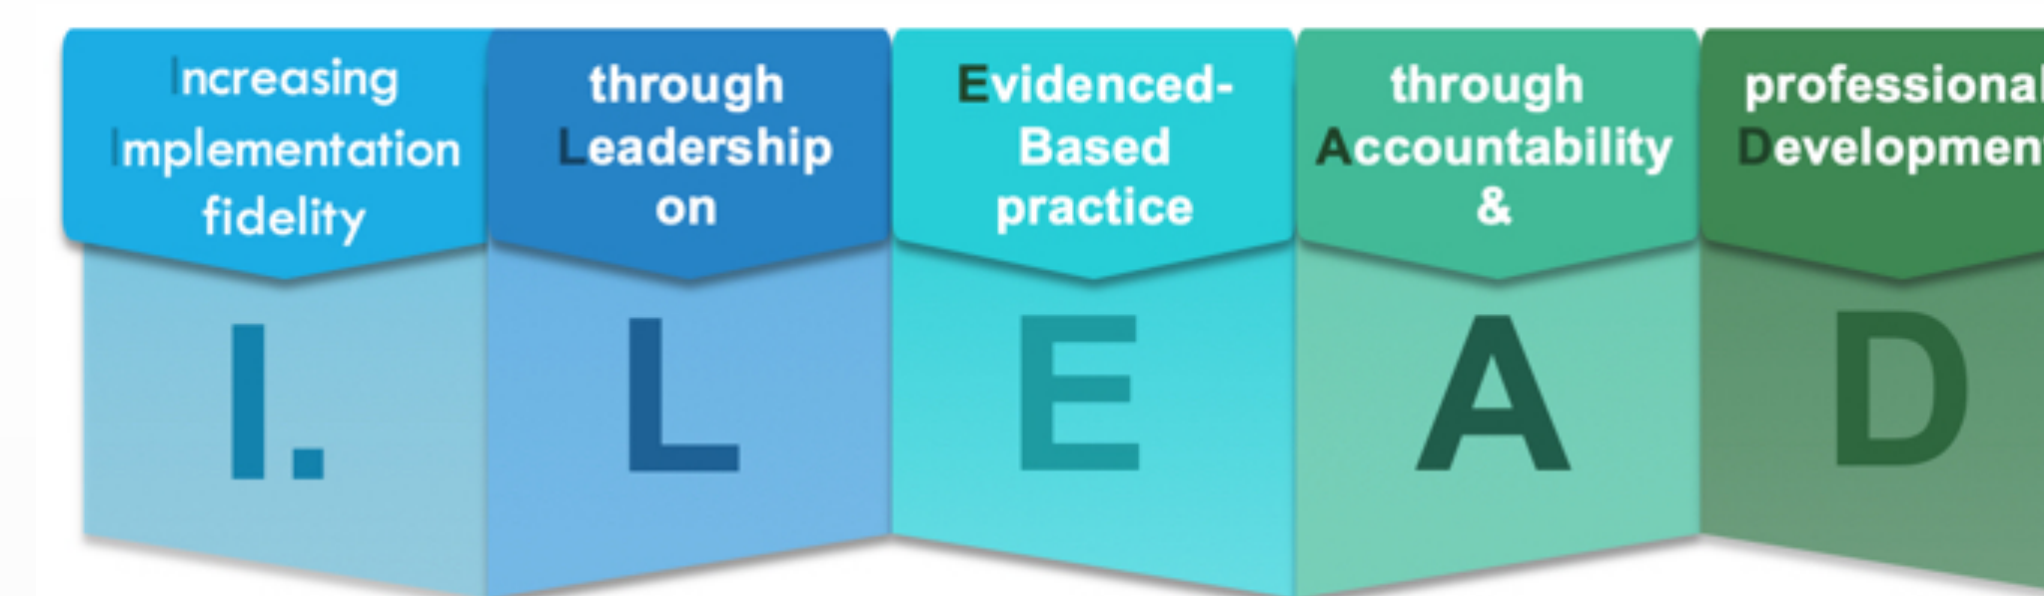 Increasing
Implementation
fidelity
through
Leadership
on
Evidenced-
Based
practice
through
Accountability
&
professional
Development
I.
L
E
A
D